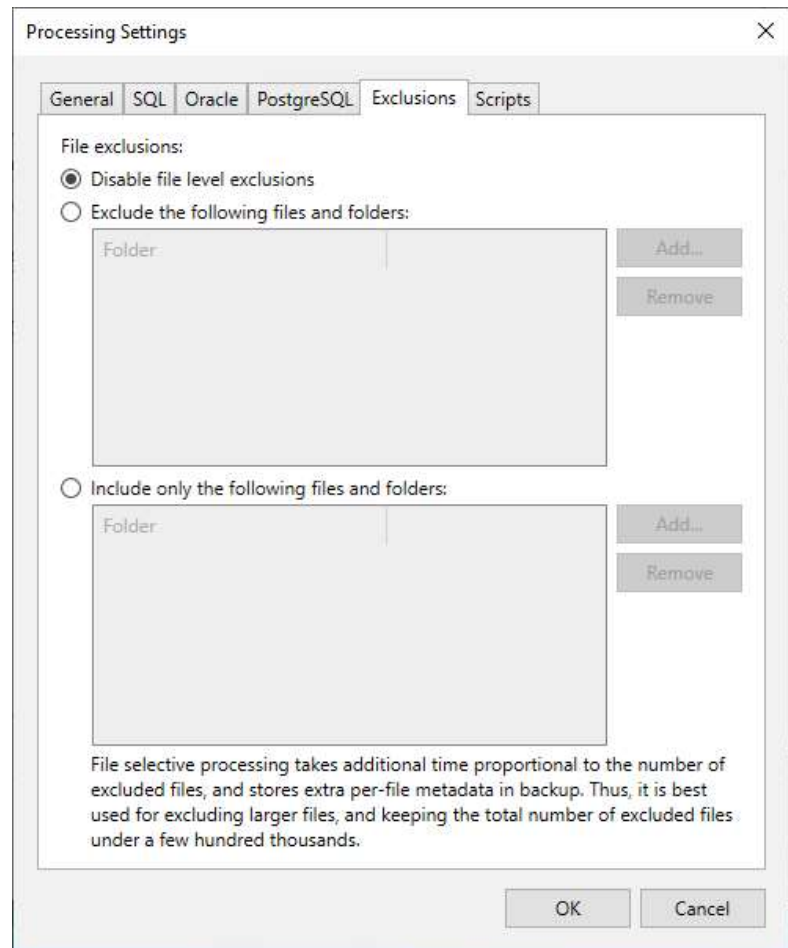 Processing Settings
General SQL Oracle PostgreSQL Exclusions Scripts
File exclusions:
Disable file level exclusions
Exclude the following files and folders:
Folder
Add...
Remove
Include only the following files and folders:
Folder
Add...
Remove
File selective processing takes additional time proportional to the number of
excluded files, and stores extra per-file metadata in backup. Thus, it is best
used for excluding larger files, and keeping the total number of excluded files
under a few hundred thousands.
OK Cancel